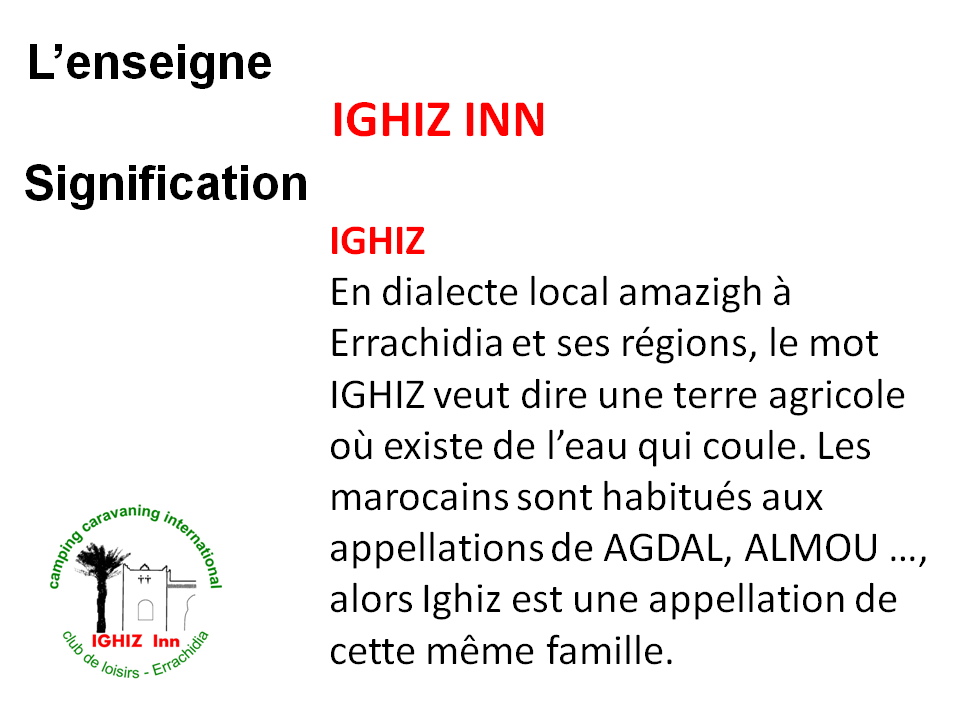 L’enseigne
IGHIZ INN
Signification
IGHIZ
En dialecte local amazigh à
Errachidia et ses régions, le mot
IGHIZ veut dire une terre agricole
où existe de l’eau qui coule. Les
marocains sont habitués aux
appellations de AGDAL, ALMOU …,
alors Ighiz est une appellation de
cette même famille.
camping caravaning international
IGHIZ Inn
club de loisirs - Errachidia